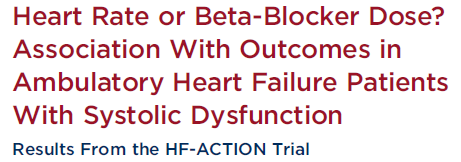 Heart Rate or Beta-Blocker Dose?
Association With Outcomes in
Ambulatory Heart Failure Patients
With Systolic Dysfunction
Results From the HF-ACTION Trial